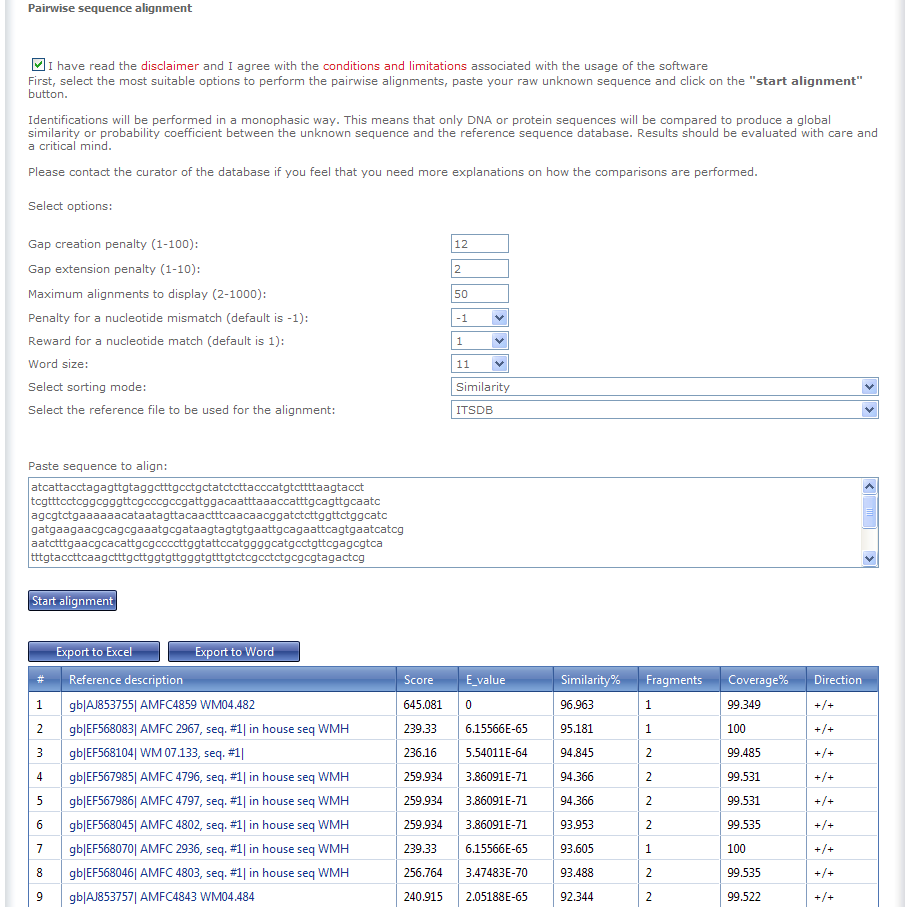 Pairwise sequence alignment
I have read the disclaimer and I agree with the conditions and limitations associated with the usage of the software
First, select the most suitable options to perform the pairwise alignments, paste your raw unknown sequence and click on the "start alignment"
button.
Identifications will be performed in a monophasic way. This means that only DNA or protein sequences will be compared to produce a global
similarity or probability coefficient between the unknown sequence and the reference sequence database. Results should be evaluated with care and
a critical mind.
Please contact the curator of the database if you feel that you need more explanations on how the comparisons are performed.
Select options:
Gap creation penalty (1-100): 12
Gap extension penalty (1-10): 2
Maximum alignments to display (2-1000): 50
Penalty for a nucleotide mismatch (default is -1): -1
Reward for a nucleotide match (default is 1): 1
Word size: 11
Select sorting mode: Similarity
Select the reference file to be used for the alignment: ITSDB
Paste sequence to align:
atcattacctagagttgtaggctttgcctgctatctcttacccatgtcttttaagtacct
tcgtttcctcggcgggttcgcccgccgattggacaatttaaaccatttgcagttgcaatc
agcgtctgaaaaaacataatagttacaactttcaacaacggatctcttggttctggcatc
gatgaagaacgcagcgaaatgcgataagtagtgtgaattgcagaattcagtgaatcatcg
aatctttgaacgcacattgcgccccttggtattccatggggcatgcctgttcgagcgtca
tttgtaccttcaagctttgcttggtgttgggtgtttgtctcgcctctgcgcgtagactcg
Start alignment
Export to Excel Export to Word
# Reference description Score E_value Similarity% Fragments Coverage% Direction
1 gb|AJ853755| AMFC4859 WM04.482 645.081 0 96.963 1 99.349 +/+
2 gb|EF568083| AMFC 2967, seq. #1| in house seq WMH 239.33 6.15566E-65 95.181 1 100 +/+
3 gb|EF568104| WM 07.133, seq. #1| 236.16 5.54011E-64 94.845 2 99.485 +/+
4 gb|EF567985| AMFC 4796, seq. #1| in house seq WMH 259.934 3.86091E-71 94.366 2 99.531 +/+
5 gb|EF567986| AMFC 4797, seq. #1| in house seq WMH 259.934 3.86091E-71 94.366 2 99.531 +/+
6 gb|EF568045| AMFC 4802, seq. #1| in house seq WMH 259.934 3.86091E-71 93.953 2 99.535 +/+
7 gb|EF568070| AMFC 2936, seq. #1| in house seq WMH 239.33 6.15566E-65 93.605 1 100 +/+
8 gb|EF568046| AMFC 4803, seq. #1| in house seq WMH 256.764 3.47483E-70 93.488 2 99.535 +/+
9 gb|AJ853757| AMFC4843 WM04.484 240.915 2.05188E-65 92.344 2 99.522 +/+